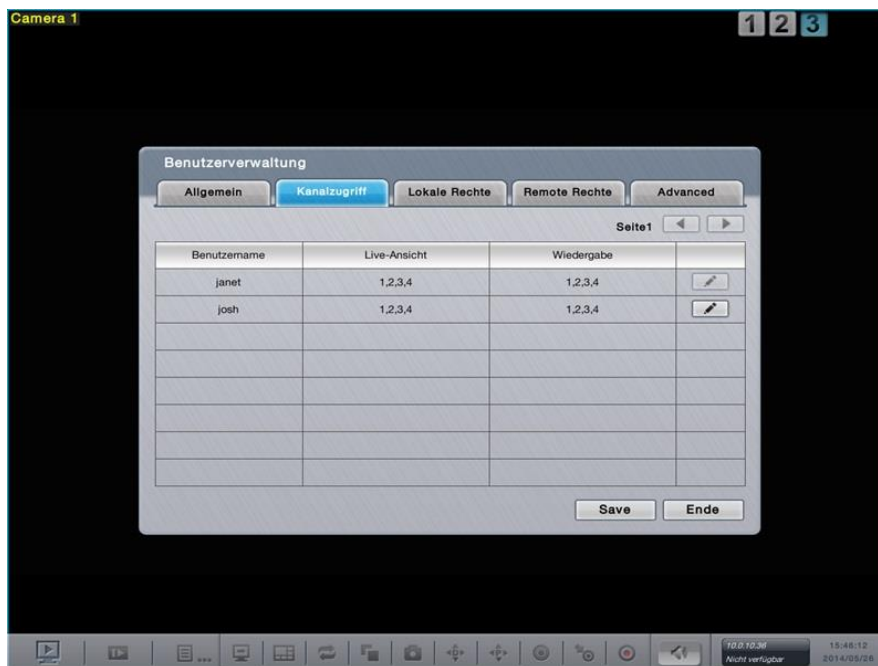 Camera 1
1 2 3
Benutzerverwaltung
Allgemein Kanalzugriff Lokale Rechte Remote Rechte Advanced
Seite1
Benutzername Live-Ansicht Wiedergabe
janet 1,2,3,4 1,2,3,4
josh 1,2,3,4 1,2,3,4
Save Ende
10.0.10.36 15:46:12
Nicht verfügbar 2014/05/26